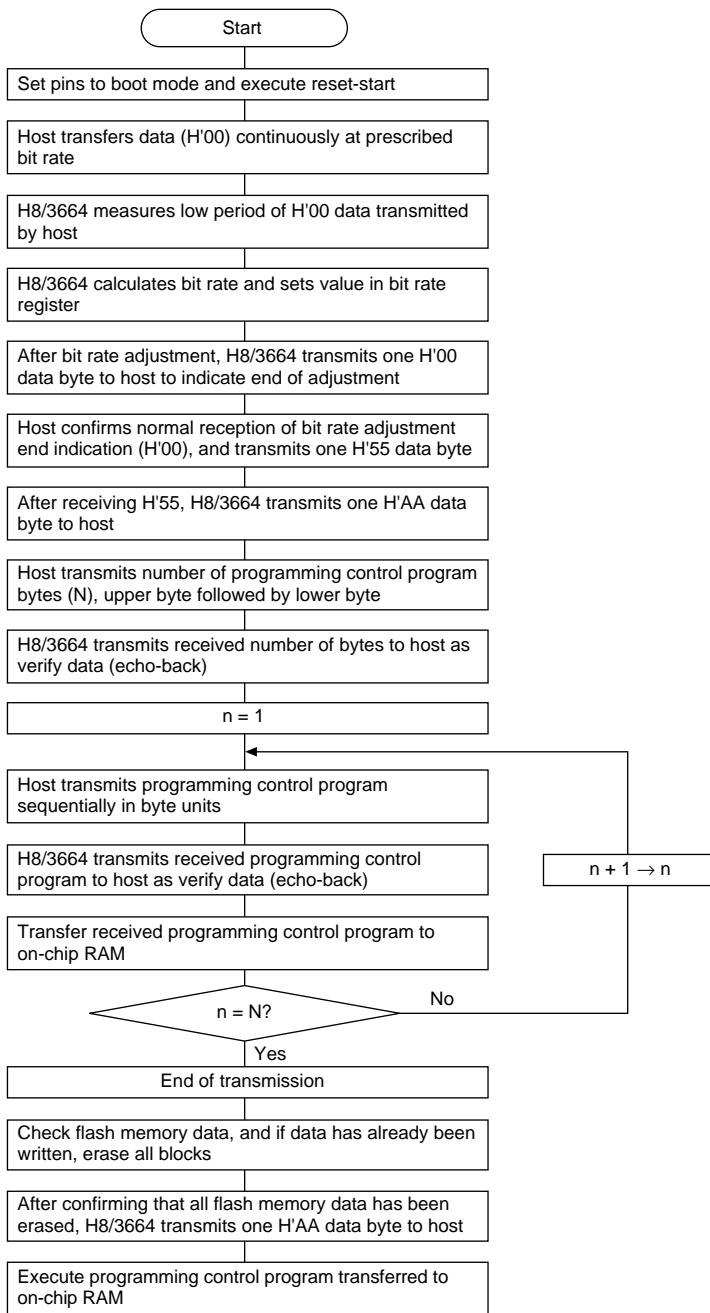 Start
Set pins to boot mode and execute reset-start
Host transfers data (H'00) continuously at prescribed
bit rate
H8/3664 measures low period of H'00 data transmitted
by host
H8/3664 calculates bit rate and sets value in bit rate
register
After bit rate adjustment, H8/3664 transmits one H'00
data byte to host to indicate end of adjustment
Host confirms normal reception of bit rate adjustment
end indication (H'00), and transmits one H'55 data byte
After receiving H'55, H8/3664 transmits one H'AA data
byte to host
Host transmits number of programming control program
bytes (N), upper byte followed by lower byte
H8/3664 transmits received number of bytes to host as
verify data (echo-back)
n = 1
Host transmits programming control program
sequentially in byte units
H8/3664 transmits received programming control
program to host as verify data (echo-back)
n + 1 → n
Transfer received programming control program to
on-chip RAM
n = N?
No
Yes
End of transmission
Check flash memory data, and if data has already been
written, erase all blocks
After confirming that all flash memory data has been
erased, H8/3664 transmits one H'AA data byte to host
Execute programming control program transferred to
on-chip RAM